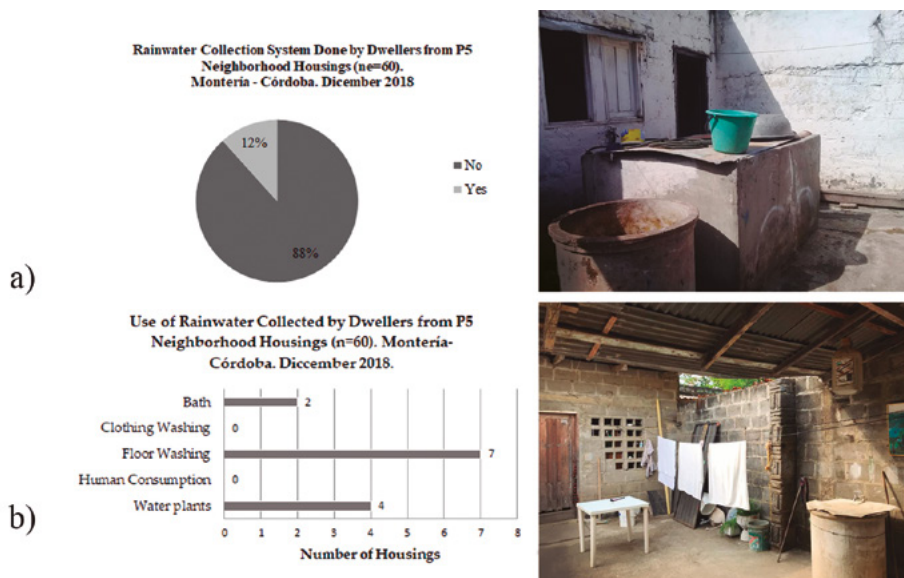 a)
Rainwater Collection System Done by Dwellers from P5
Neighborhood Housings (ne=60).
Montería - Córdoba. Dicember 2018
12%
88%
No
Yes
b)
Use of Rainwater Collected by Dwellers from P5
Neighborhood Housings (n=60). Montería-
Córdoba. Diccember 2018.
Bath 2
Clothing Washing 0
Floor Washing 7
Human Consumption 0
Water plants 4
0 1 2 3 4 5 6 7 8
Number of Housings